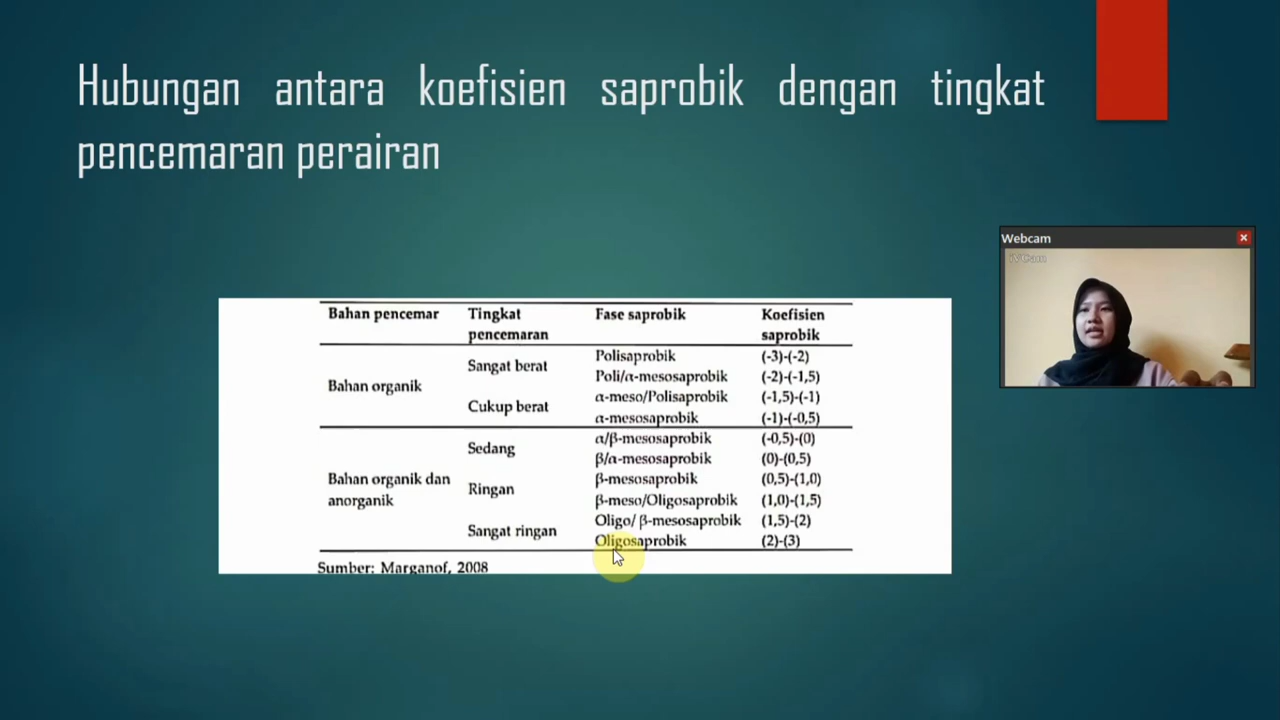 Hubungan antara koefisien saprobik dengan tingkat
pencemaran perairan
Webcam
iVCam
Bahan pencemar Tingkat pencemaran Fase saprobik Koefisien saprobik
Bahan organik Sangat berat Polisaprobik (-3)-(-2)
Poli/α-mesosaprobik (-2)-(-1,5)
Cukup berat α-meso/Polisaprobik (-1,5)-(-1)
α-mesosaprobik (-1)-(-0,5)
Bahan organik dan anorganik Sedang α/β-mesosaprobik (-0,5)-(0)
β/α-mesosaprobik (0)-(0,5)
Ringan β-mesosaprobik (0,5)-(1,0)
β-meso/Oligosaprobik (1,0)-(1,5)
Sangat ringan Oligo/ β-mesosaprobik (1,5)-(2)
Oligosaprobik (2)-(3)
Sumber: Marganof, 2008